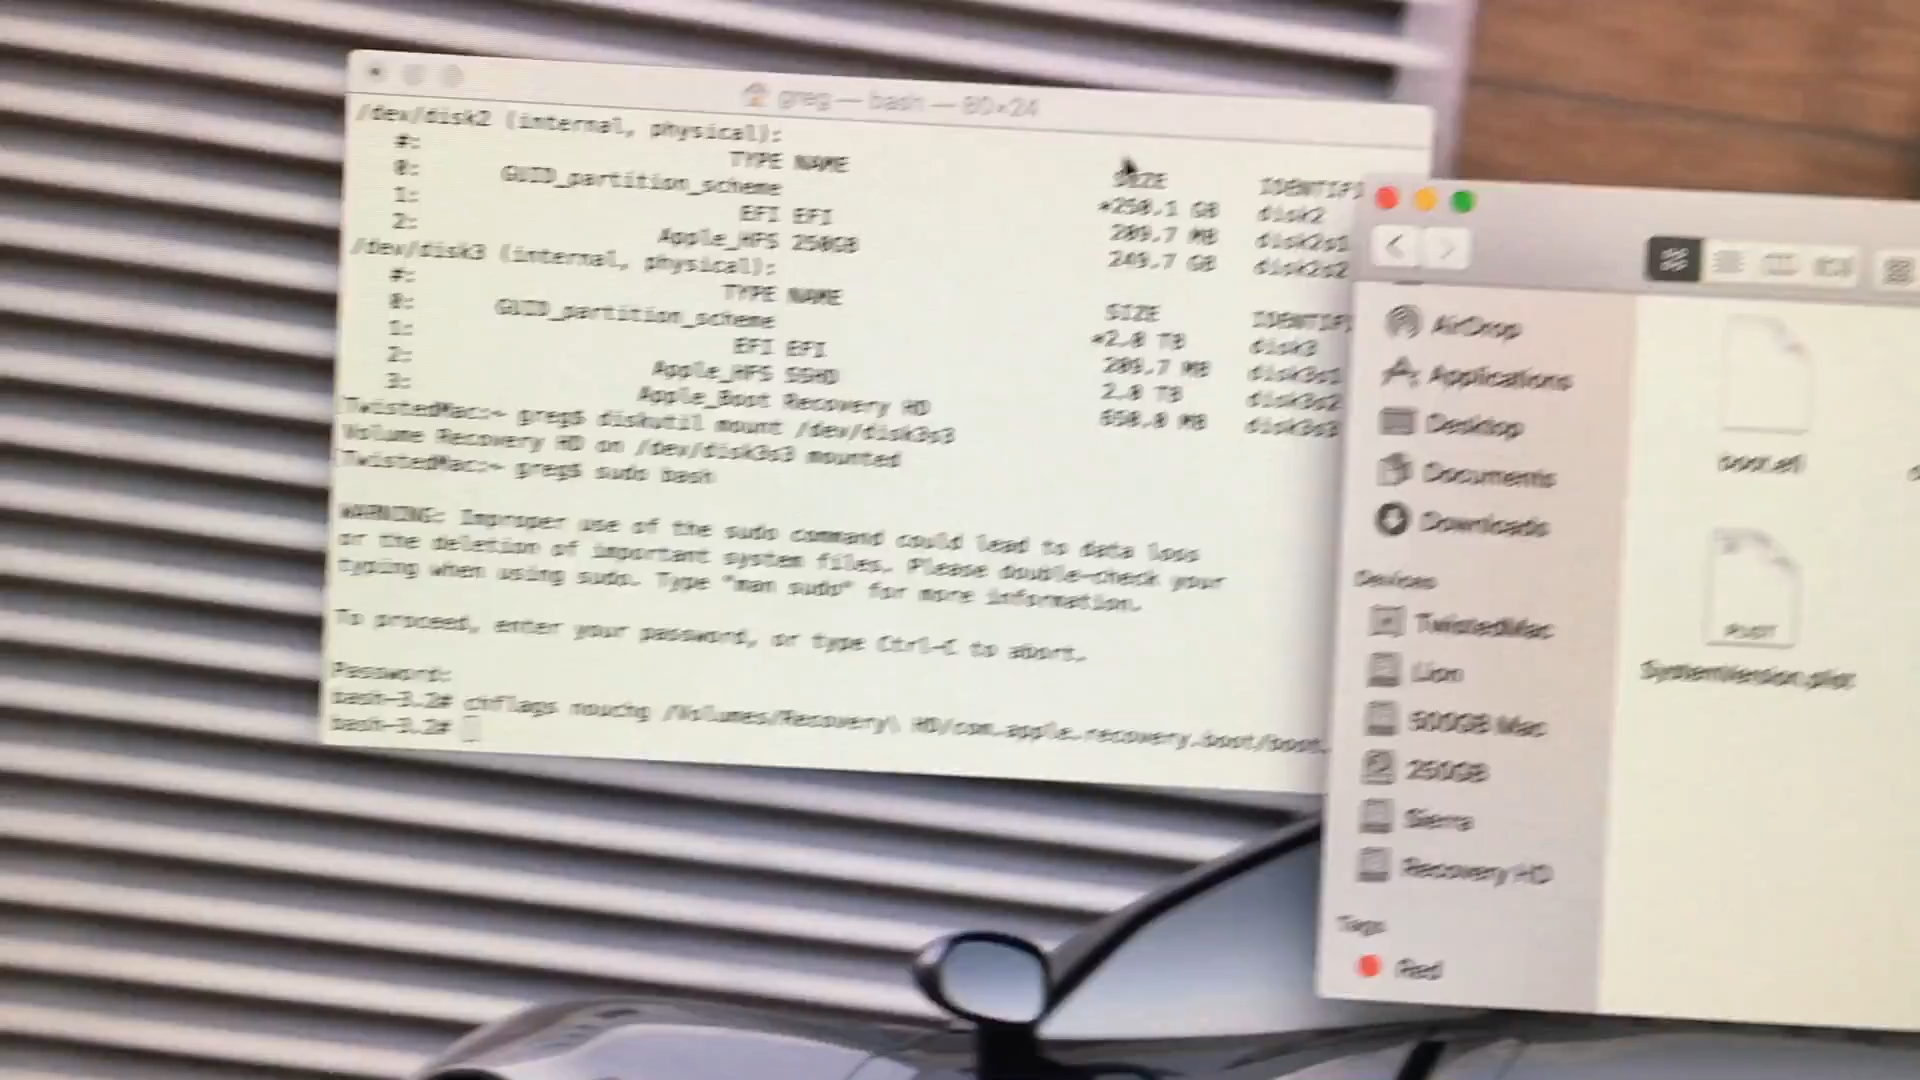 greg — bash — 80×24
/dev/disk2 (internal, physical):
#: TYPE NAME SIZE IDENTIFI
0: GUID_partition_scheme *250.1 GB disk2
1: EFI EFI 209.7 MB disk2s1
2: Apple_HFS 250GB 249.7 GB disk2s2
/dev/disk3 (internal, physical):
#: TYPE NAME SIZE IDENTIFI
0: GUID_partition_scheme *2.0 TB disk3
1: EFI EFI 209.7 MB disk3s1
2: Apple_HFS SSHD 2.0 TB disk3s2
3: Apple_Boot Recovery HD 650.0 MB disk3s3
TwistedMac:~ greg$ diskutil mount /dev/disk3s3
Volume Recovery HD on /dev/disk3s3 mounted
TwistedMac:~ greg$ sudo bash
WARNING: Improper use of the sudo command could lead to data loss
or the deletion of important system files. Please double-check your
typing when using sudo. Type "man sudo" for more information.
To proceed, enter your password, or type Ctrl-C to abort.
Password:
bash-3.2# chflags nouchg /Volumes/Recovery\ HD/com.apple.recovery.boot/boot.
bash-3.2#
AirDrop
Applications
Desktop
Documents
Downloads
Devices
TwistedMac
Lion
500GB Mac
250GB
Sierra
Recovery HD
Tags
Red
boot.efi
PLIST
SystemVersion.plist